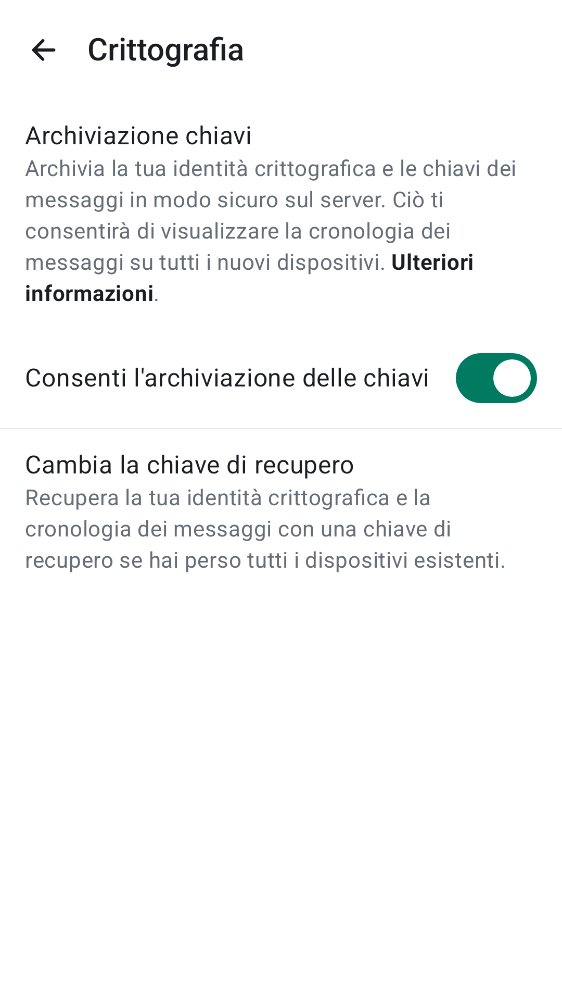 Crittografia
Archiviazione chiavi
Archivia la tua identità crittografica e le chiavi dei
messaggi in modo sicuro sul server. Ciò ti
consentirà di visualizzare la cronologia dei
messaggi su tutti i nuovi dispositivi. Ulteriori
informazioni.
Consenti l'archiviazione delle chiavi
Cambia la chiave di recupero
Recupera la tua identità crittografica e la
cronologia dei messaggi con una chiave di
recupero se hai perso tutti i dispositivi esistenti.